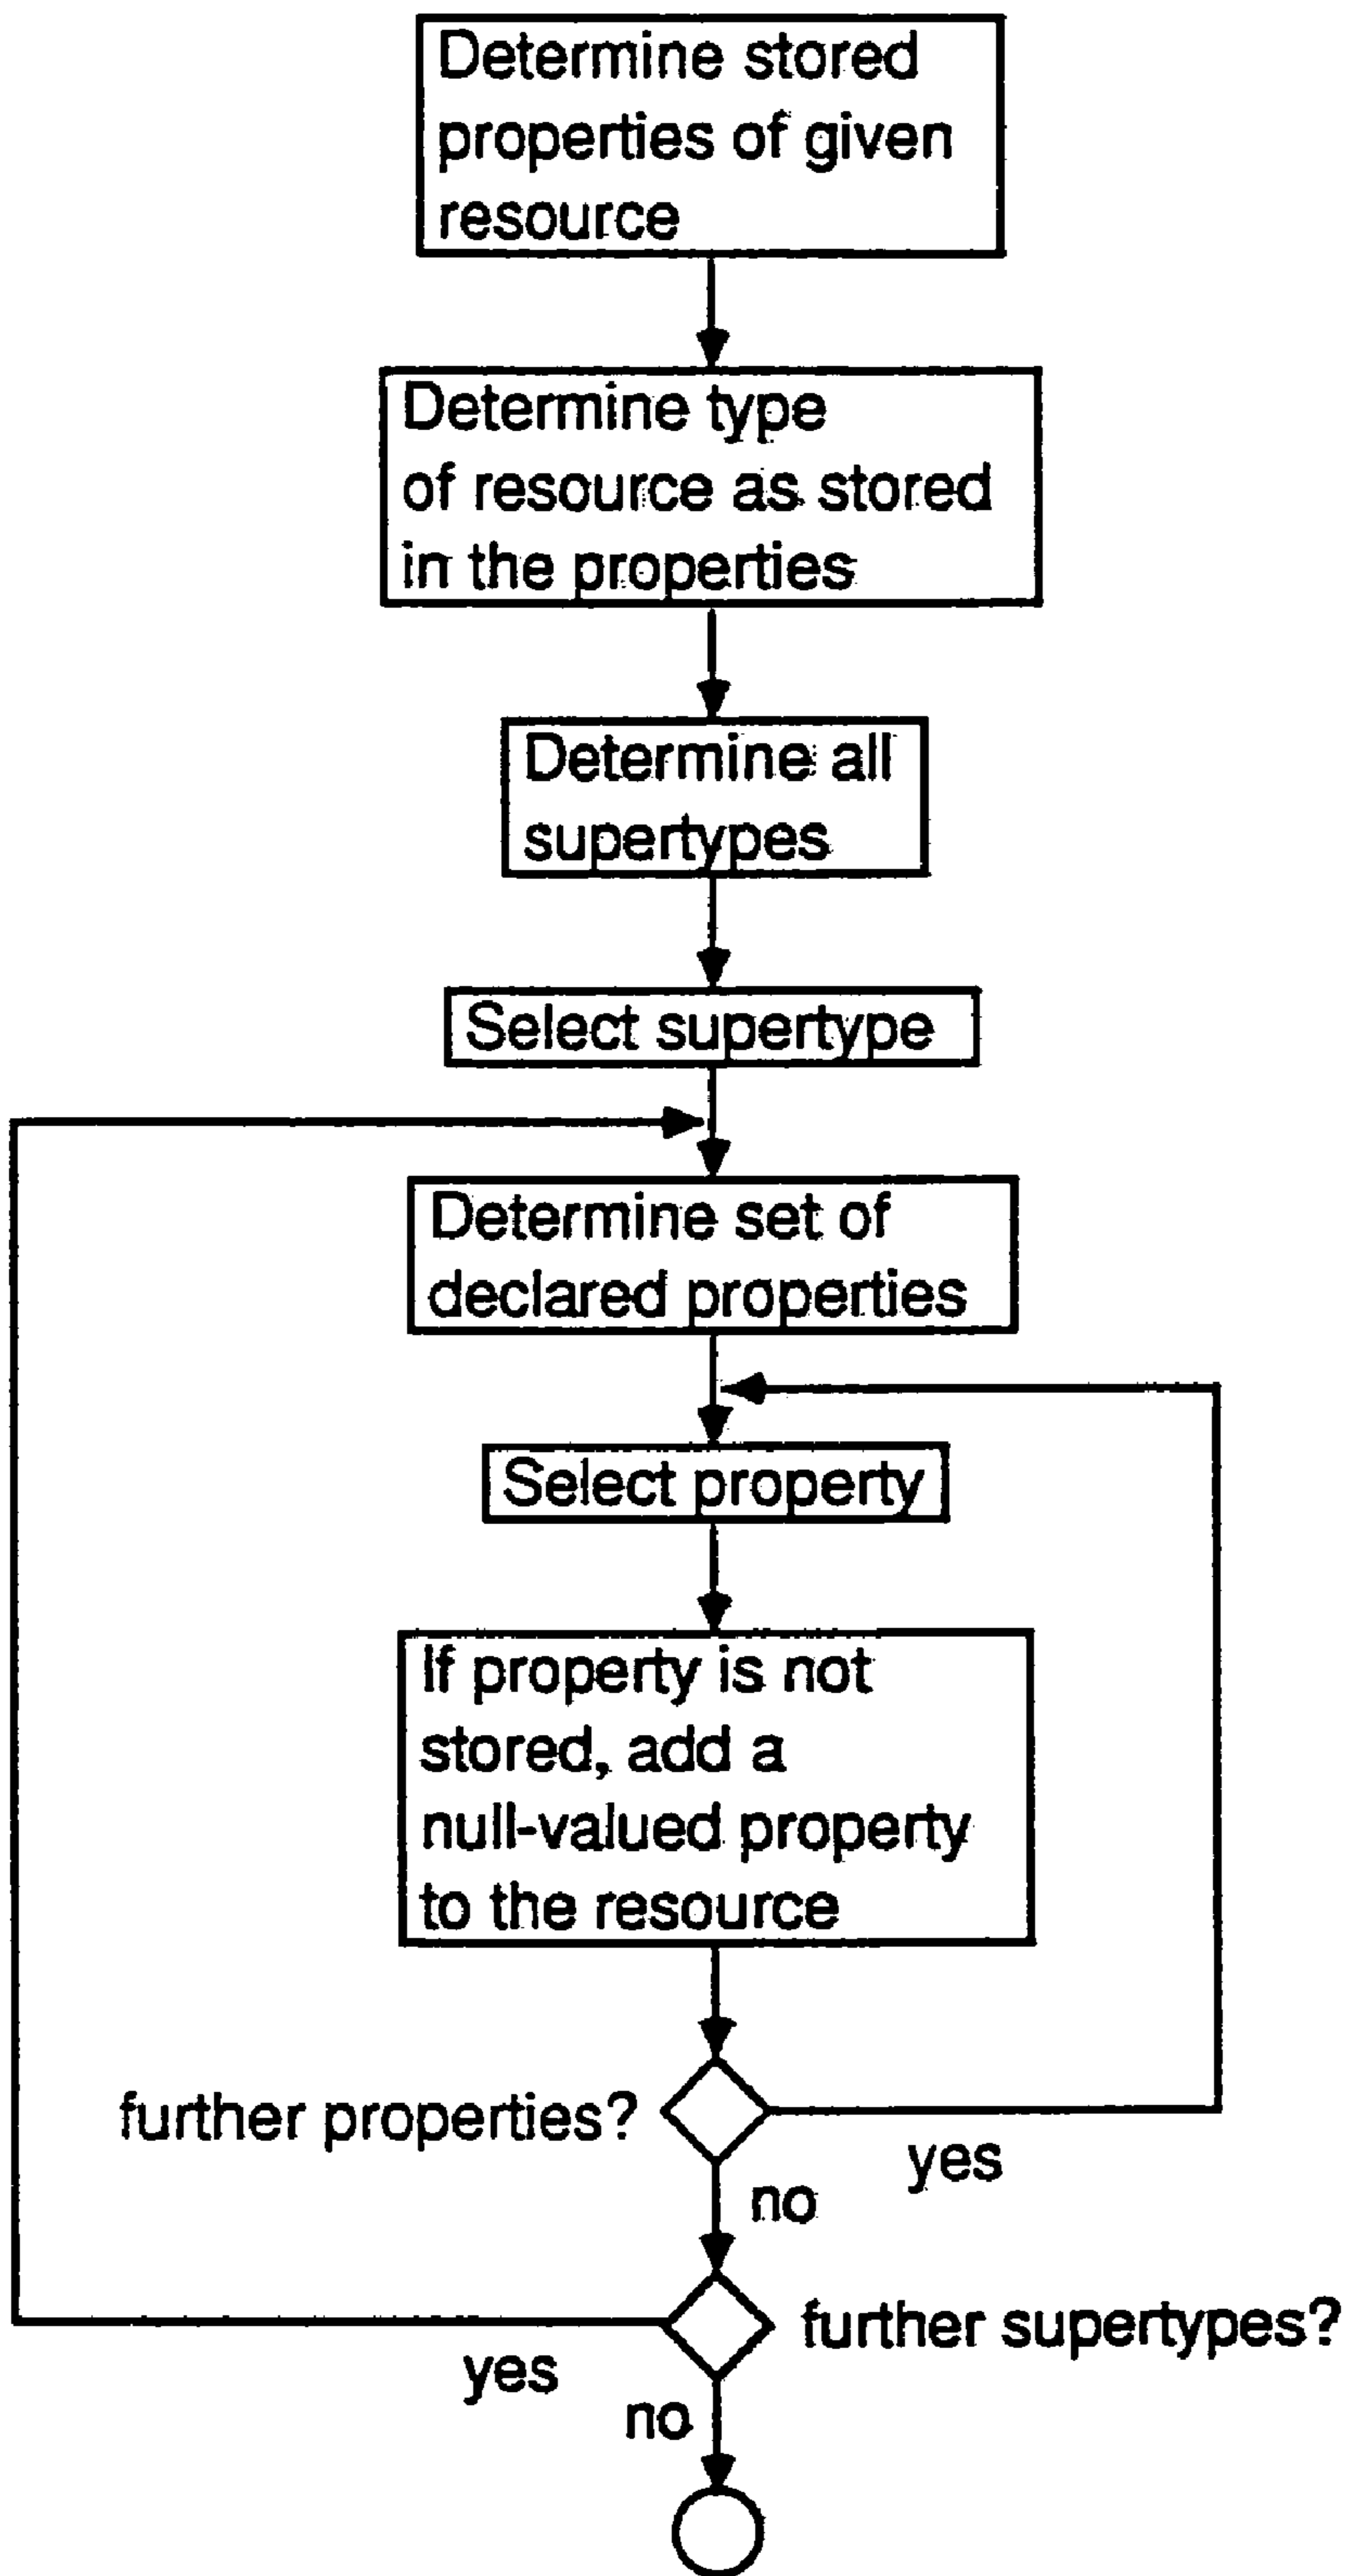 Determine stored
properties of given
resource
Determine type
of resource as stored
in the properties
Determine all
supertypes
Select supertype
Determine set of
declared properties
Select property
If property is not
stored, add a
null-valued property
to the resource
further properties?
yes
no
further supertypes?
yes
no